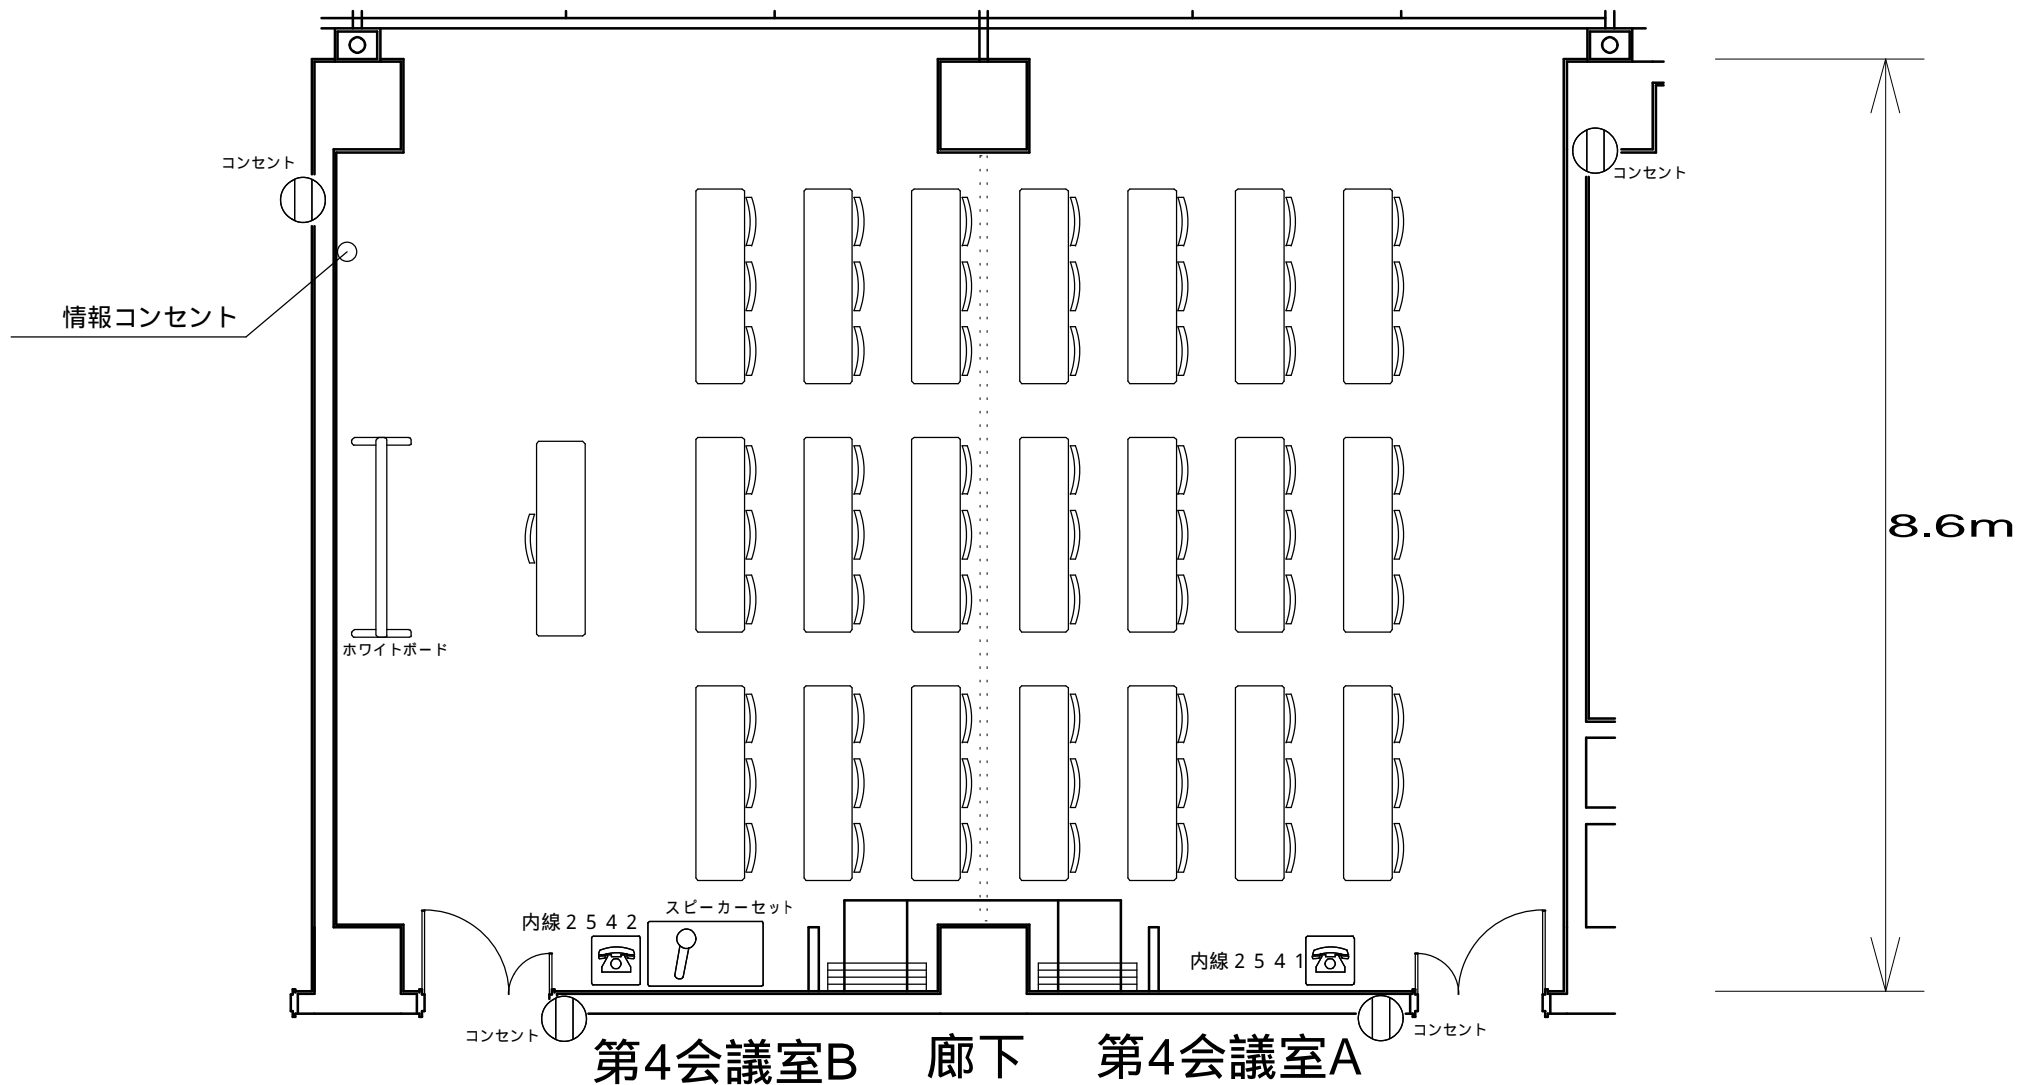 コンセント
コンセント
情報コンセント
8.6m
ホワイトボード
スピーカーセット
内線２５４２
内線２５４１
コンセント
コンセント
第4会議室B
廊下
第4会議室A